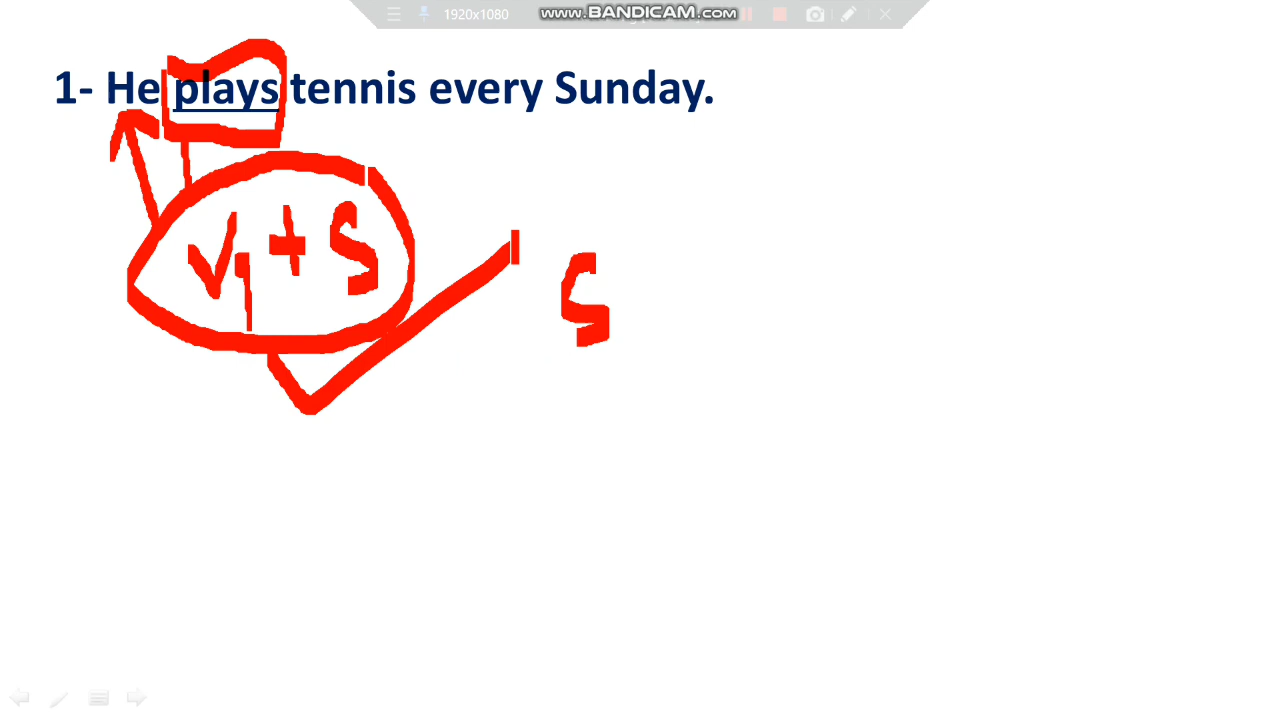 1920x1080 www.BANDICAM.com
1- He plays tennis every Sunday.
V1 + S
S